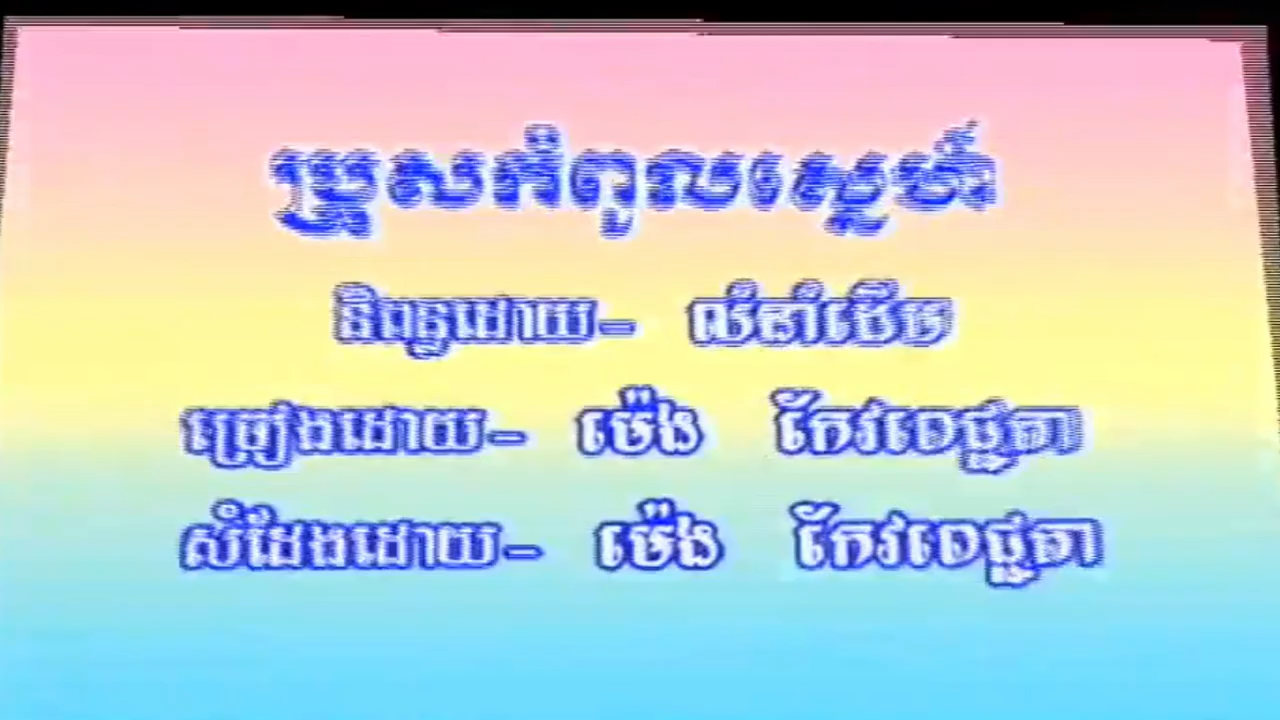 ប្រុសកំពូលស្នេហ៍
និពន្ធដោយ-
ច្រៀងដោយ- ម៉េង កែវពេជ្ជតា
សំដែងដោយ- ម៉េង កែវពេជ្ជតា